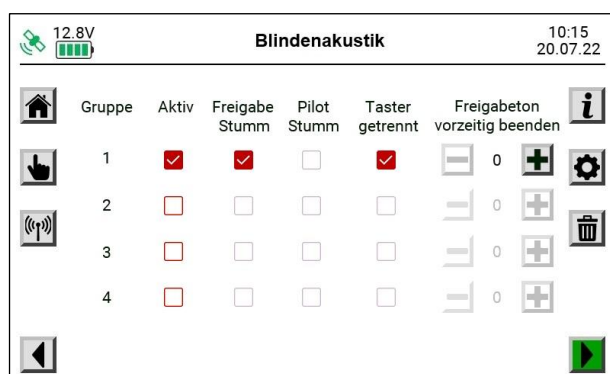 12.8V
Blindenakustik
10:15
20.07.22
Gruppe Aktiv Freigabe Stumm Pilot Stumm Taster getrennt Freigabeton vorzeitig beenden
1 0
2 0
3 0
4 0